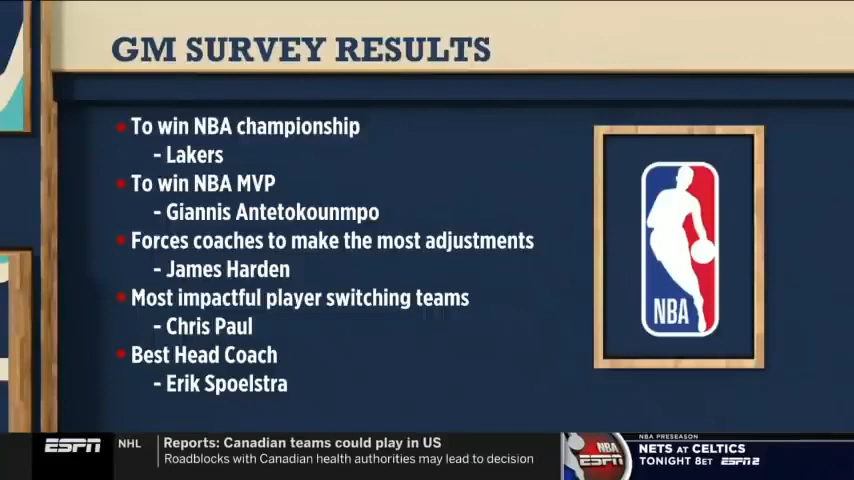 GM SURVEY RESULTS
• To win NBA championship
- Lakers
• To win NBA MVP
- Giannis Antetokounmpo
• Forces coaches to make the most adjustments
- James Harden
• Most impactful player switching teams
- Chris Paul
• Best Head Coach
- Erik Spoelstra
NBA
ESPN
NHL
Reports: Canadian teams could play in US
Roadblocks with Canadian health authorities may lead to decision
NBA
ESPN
NBA PRESEASON
NETS AT CELTICS
TONIGHT 8ET ESPN2